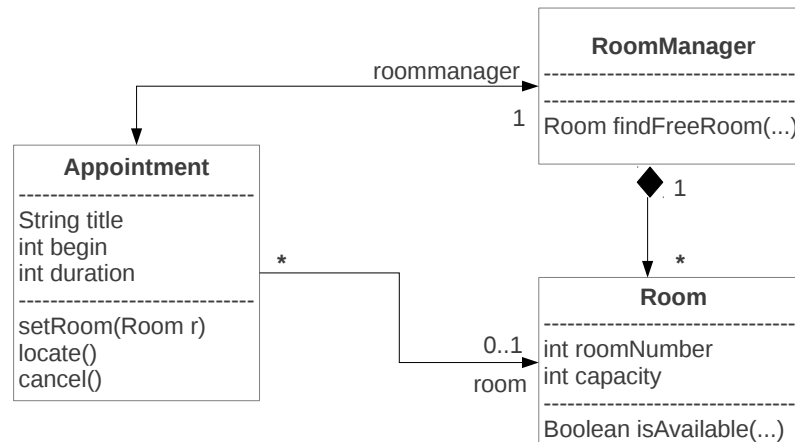 RoomManager
Room findFreeRoom(...)
roommanager
1
1
Appointment
String title
int begin
int duration
setRoom(Room r)
locate()
cancel()
*
0..1
room
*
Room
int roomNumber
int capacity
Boolean isAvailable(...)